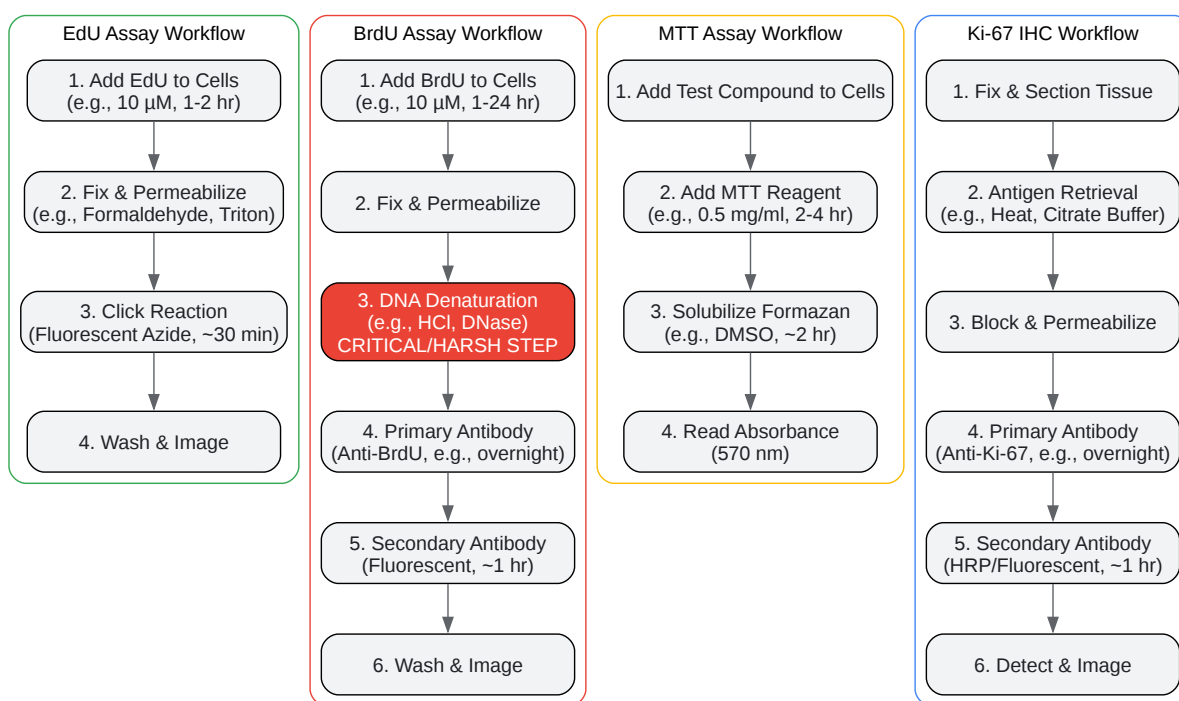 EdU Assay Workflow
1. Add EdU to Cells
(e.g., 10 µM, 1-2 hr)
2. Fix & Permeabilize
(e.g., Formaldehyde, Triton)
3. Click Reaction
(Fluorescent Azide, ~30 min)
4. Wash & Image
BrdU Assay Workflow
1. Add BrdU to Cells
(e.g., 10 µM, 1-24 hr)
2. Fix & Permeabilize
3. DNA Denaturation
(e.g., HCl, DNase)
CRITICAL/HARSH STEP
4. Primary Antibody
(Anti-BrdU, e.g., overnight)
5. Secondary Antibody
(Fluorescent, ~1 hr)
6. Wash & Image
MTT Assay Workflow
1. Add Test Compound to Cells
2. Add MTT Reagent
(e.g., 0.5 mg/ml, 2-4 hr)
3. Solubilize Formazan
(e.g., DMSO, ~2 hr)
4. Read Absorbance
(570 nm)
Ki-67 IHC Workflow
1. Fix & Section Tissue
2. Antigen Retrieval
(e.g., Heat, Citrate Buffer)
3. Block & Permeabilize
4. Primary Antibody
(Anti-Ki-67, e.g., overnight)
5. Secondary Antibody
(HRP/Fluorescent, ~1 hr)
6. Detect & Image